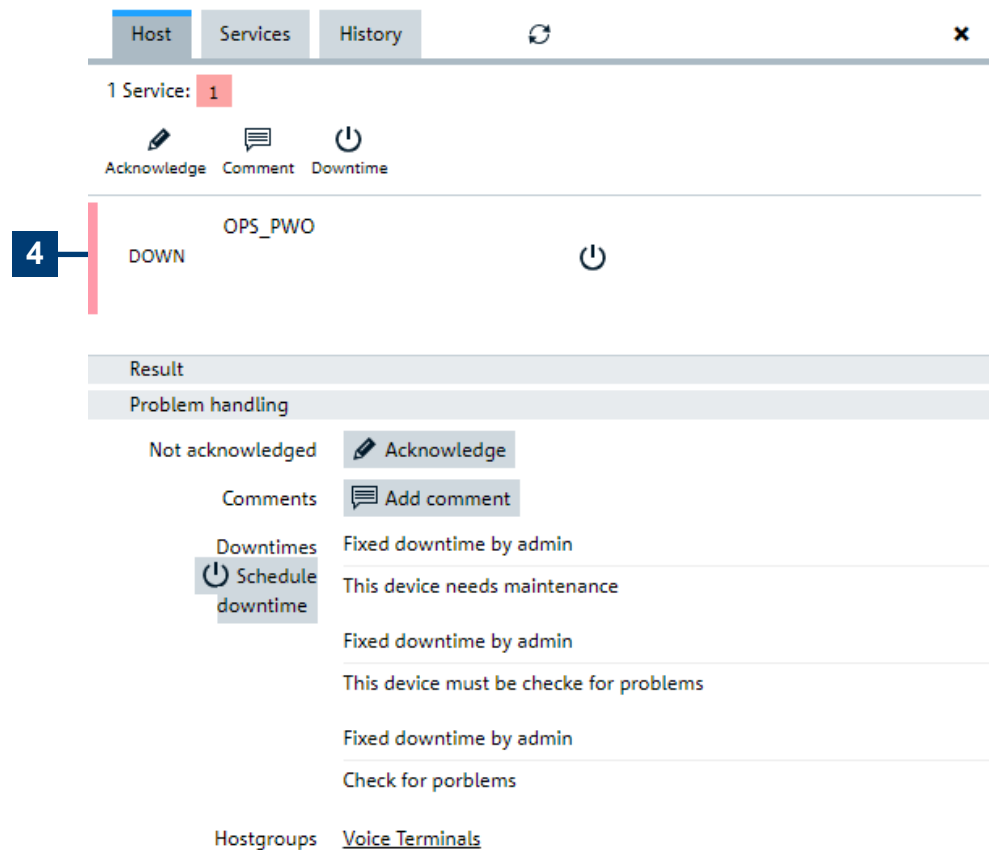 Host Services History
1 Service: 1
Acknowledge Comment Downtime
OPS_PWO
4
DOWN
Result
Problem handling
Not acknowledged Acknowledge
Comments Add comment
Downtimes Fixed downtime by admin
Schedule
downtime
This device needs maintenance
Fixed downtime by admin
This device must be checke for problems
Fixed downtime by admin
Check for porblems
Hostgroups Voice Terminals